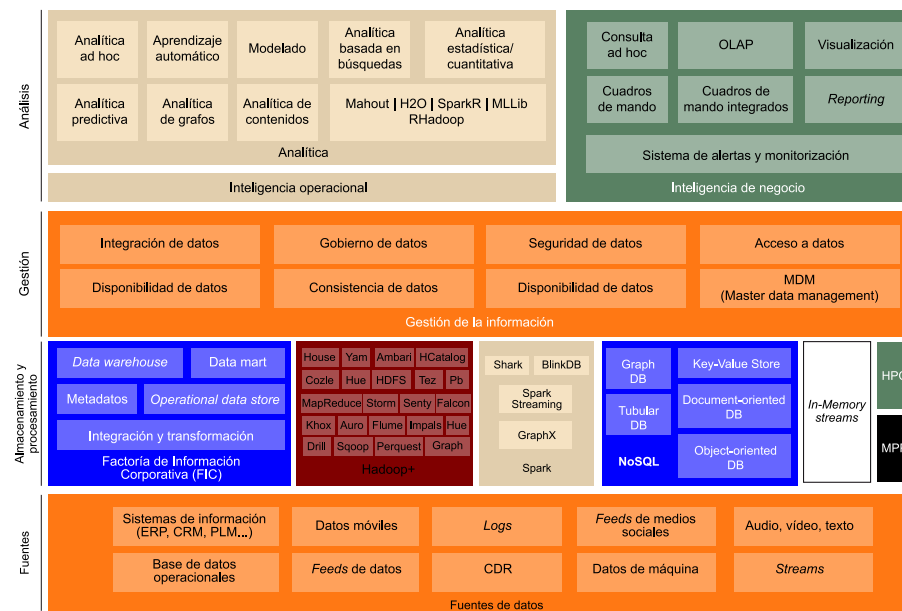 Análisis
Analítica
ad hoc
Aprendizaje
automático
Modelado
Analítica
basada en
búsquedas
Analítica
estadística/
cuantitativa
Analítica
predictiva
Analítica
de grafos
Analítica de
contenidos
Mahout | H2O | SparkR | MLLib
RHadoop
Analítica
Inteligencia operacional
Consulta
ad hoc
OLAP
Visualización
Cuadros
de mando
Cuadros de
mando integrados
Reporting
Sistema de alertas y monitorización
Inteligencia de negocio
Gestión
Integración de datos
Gobierno de datos
Seguridad de datos
Acceso a datos
Disponibilidad de datos
Consistencia de datos
Disponibilidad de datos
MDM
(Master data management)
Gestión de la información
Almacenamiento y
procesamiento
Data warehouse
Data mart
Metadatos
Operational data store
Integración y transformación
Factoría de Información
Corporativa (FIC)
House Yam Ambari HCatalog
Cozle Hue HDFS Tez Pb
MapReduce Storm Senty Falcon
Khox Auro Flume Impals Hue
Drill Sqoop Perquest Graph
Hadoop+
Shark BlinkDB
Spark
Streaming
GraphX
Spark
Graph
DB
Key-Value Store
Tubular
DB
Document-oriented
DB
NoSQL
Object-oriented
DB
In-Memory
streams
HPC
MPP
Fuentes
Sistemas de información
(ERP, CRM, PLM...)
Datos móviles
Logs
Feeds de medios
sociales
Audio, vídeo, texto
Base de datos
operacionales
Feeds de datos
CDR
Datos de máquina
Streams
Fuentes de datos